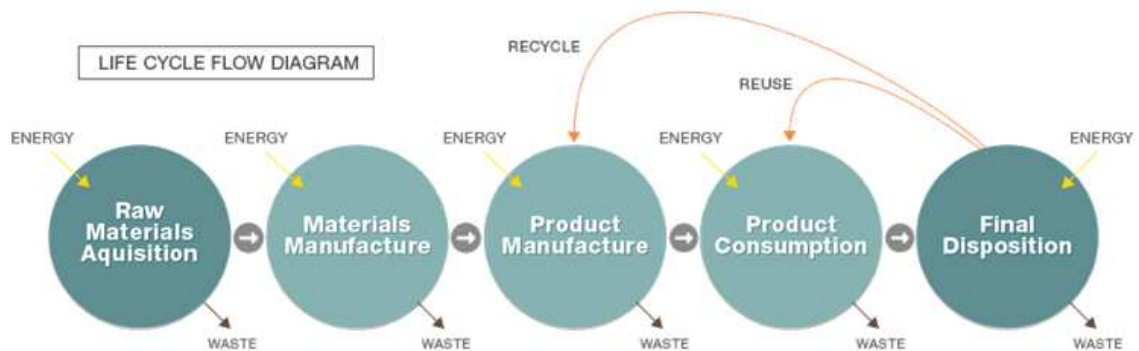 LIFE CYCLE FLOW DIAGRAM
RECYCLE
REUSE
ENERGY
ENERGY
ENERGY
ENERGY
ENERGY
Raw
Materials
Aquisition
Materials
Manufacture
Product
Manufacture
Product
Consumption
Final
Disposition
WASTE
WASTE
WASTE
WASTE
WASTE